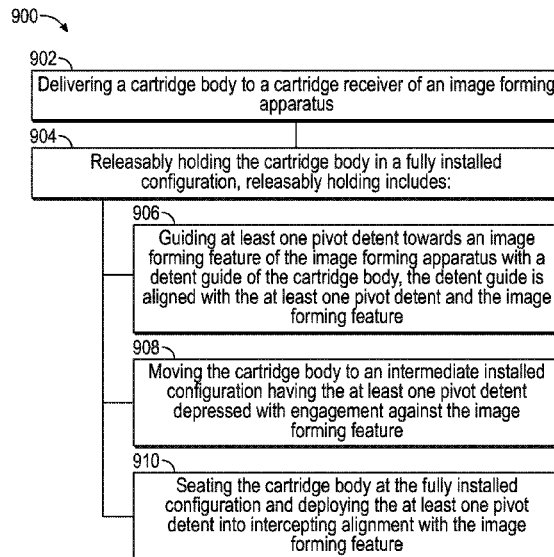 900
902
Delivering a cartridge body to a cartridge receiver of an image forming
apparatus
904
Releasably holding the cartridge body in a fully installed
configuration, releasably holding includes:
906
Guiding at least one pivot detent towards an image
forming feature of the image forming apparatus with a
detent guide of the cartridge body, the detent guide is
aligned with the at least one pivot detent and the image
forming feature
908
Moving the cartridge body to an intermediate installed
configuration having the at least one pivot detent
depressed with engagement against the image
forming feature
910
Seating the cartridge body at the fully installed
configuration and deploying the at least one pivot
detent into intercepting alignment with the image
forming feature